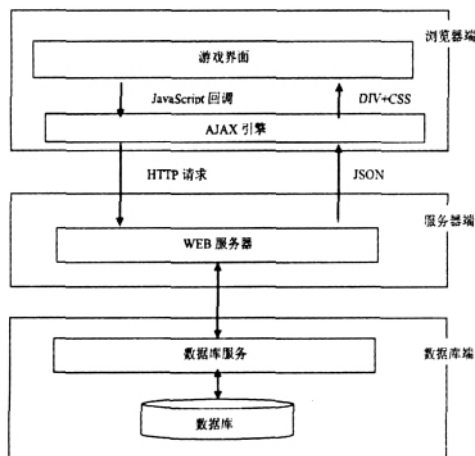 浏览器端
游戏界面
JavaScript 回调
DIV+CSS
AJAX 引擎
HTTP 请求
JSON
服务器端
WEB 服务器
数据库服务
数据库端
数据库